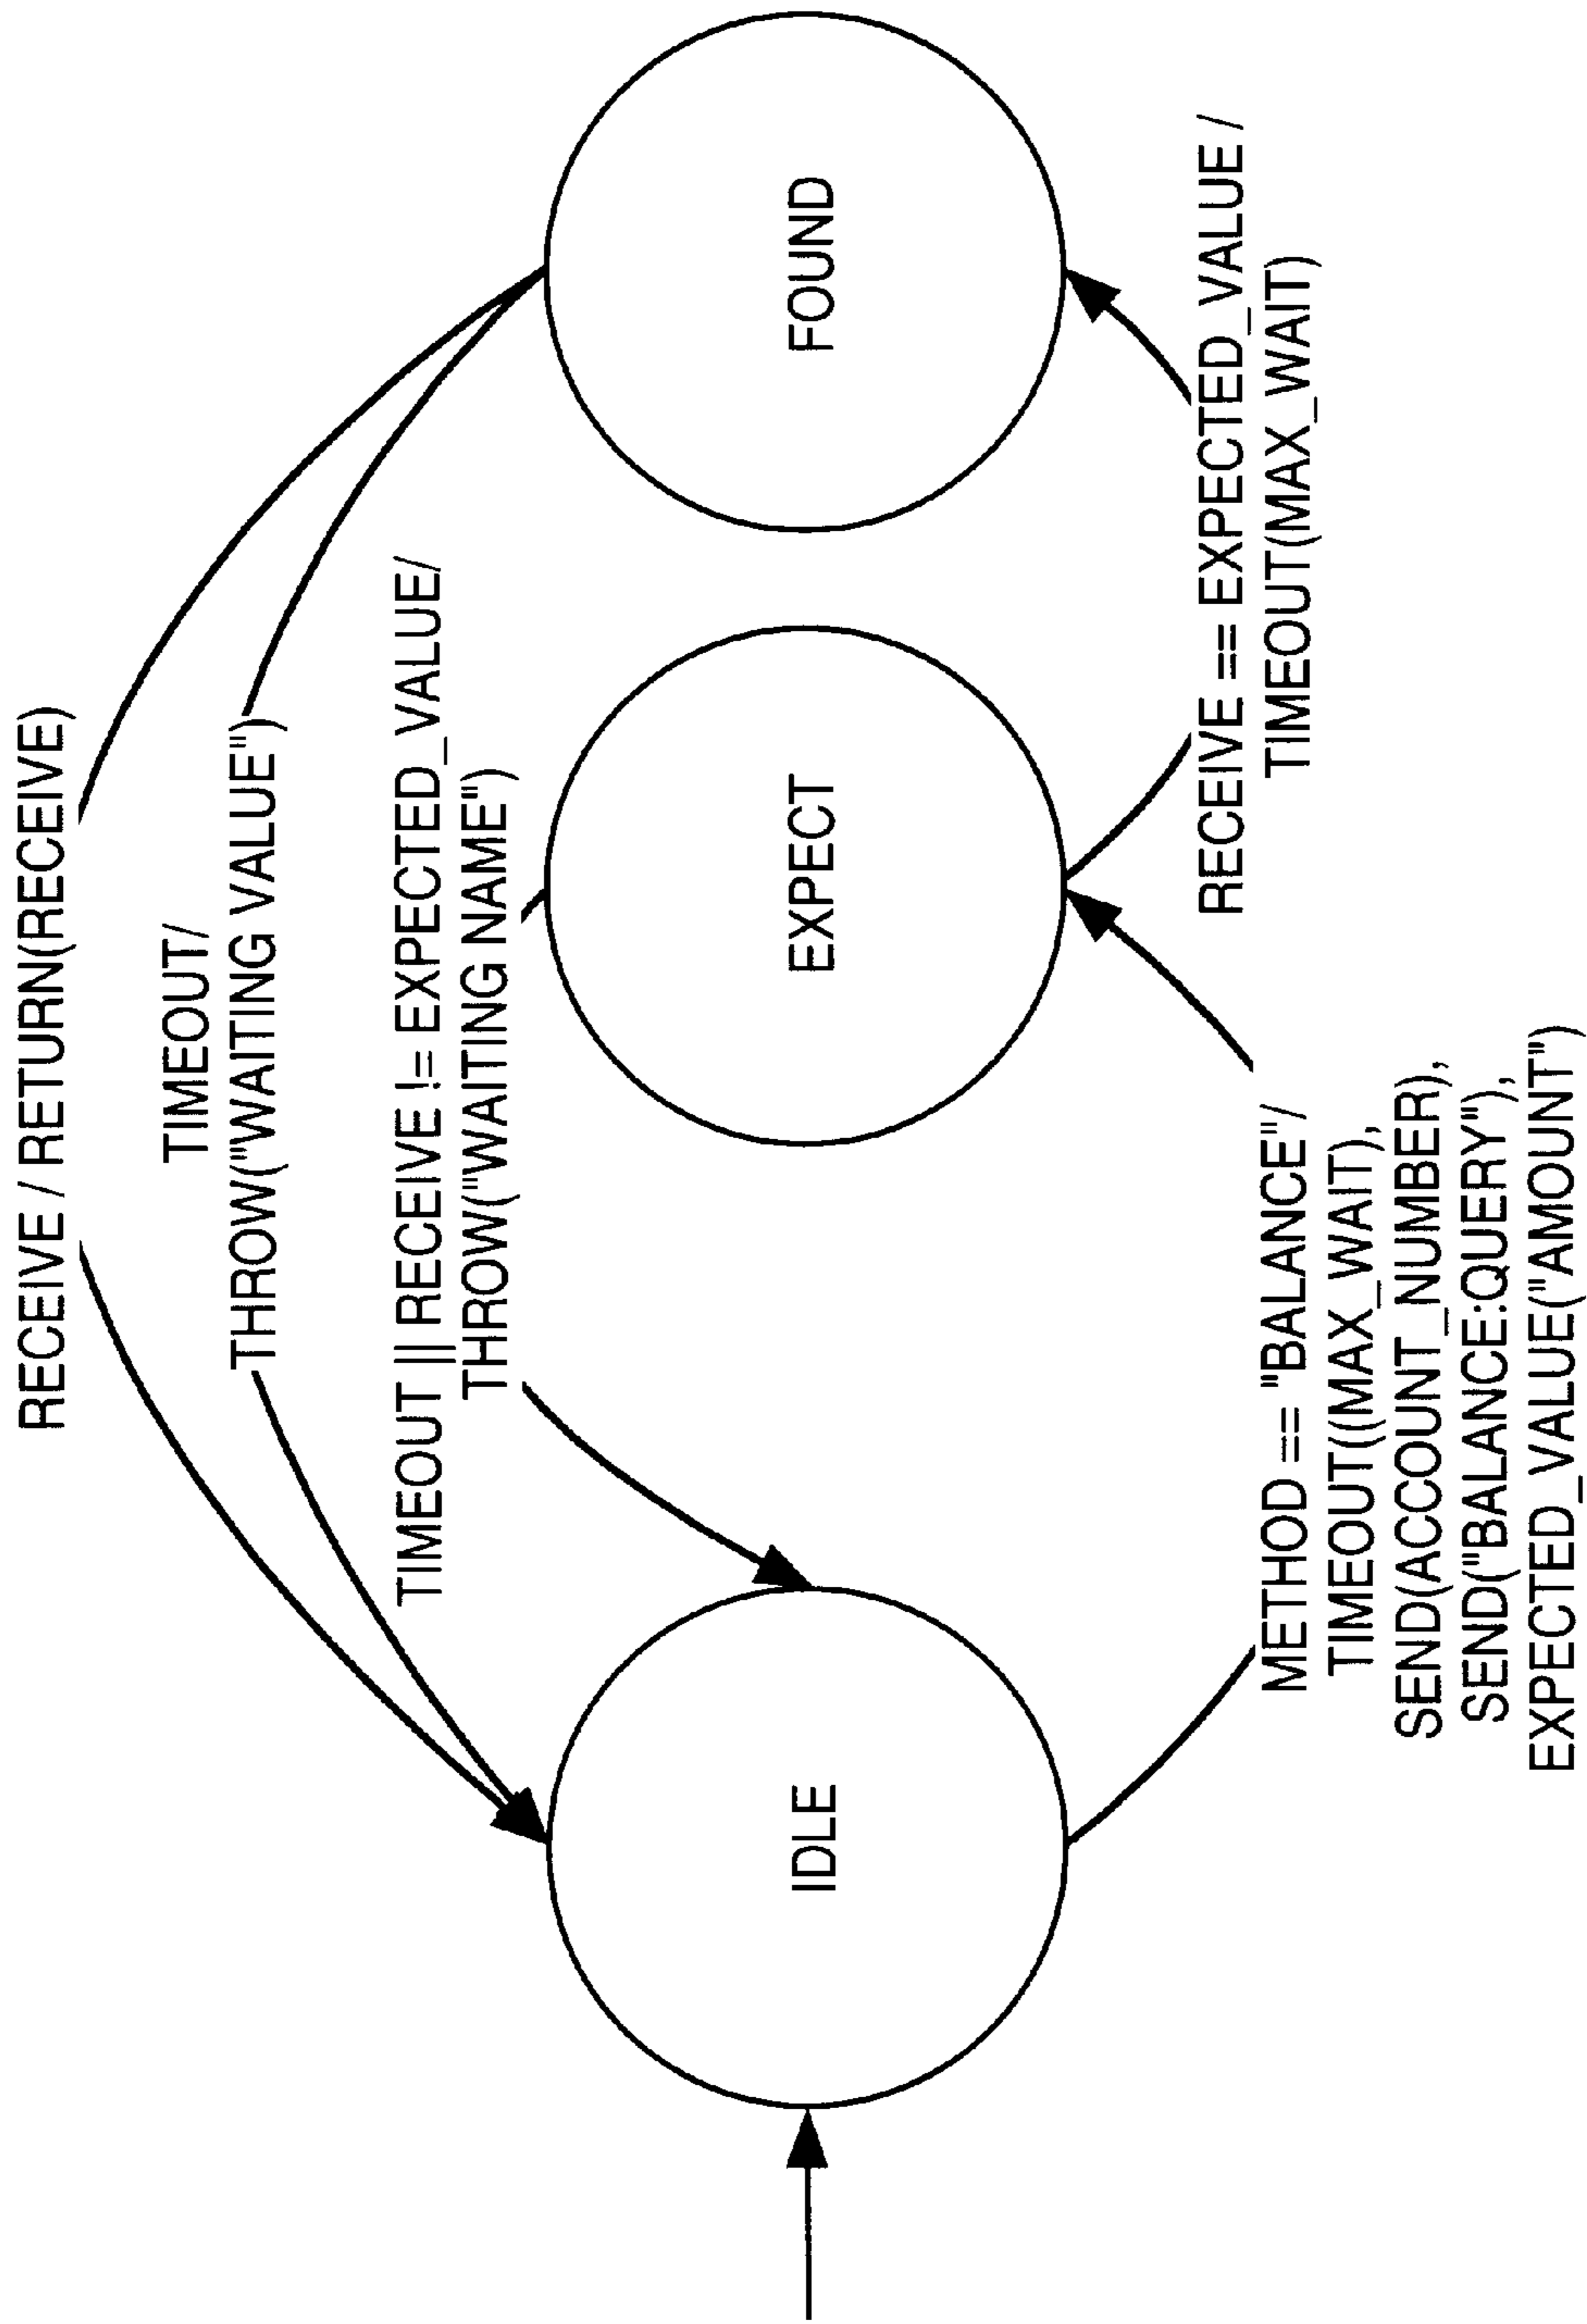 RECEIVE / RETURN(RECEIVE)
TIMEOUT/
THROW("WAITING VALUE")
TIMEOUT || RECEIVE != EXPECTED_VALUE/
THROW("WAITING NAME")
IDLE
EXPECT
FOUND
RECEIVE == EXPECTED_VALUE /
TIMEOUT(MAX_WAIT)
METHOD == "BALANCE"/
TIMEOUT((MAX_WAIT),
SEND(ACCOUNT_NUMBER),
SEND("BALANCE:QUERY"),
EXPECTED_VALUE("AMOUNT")